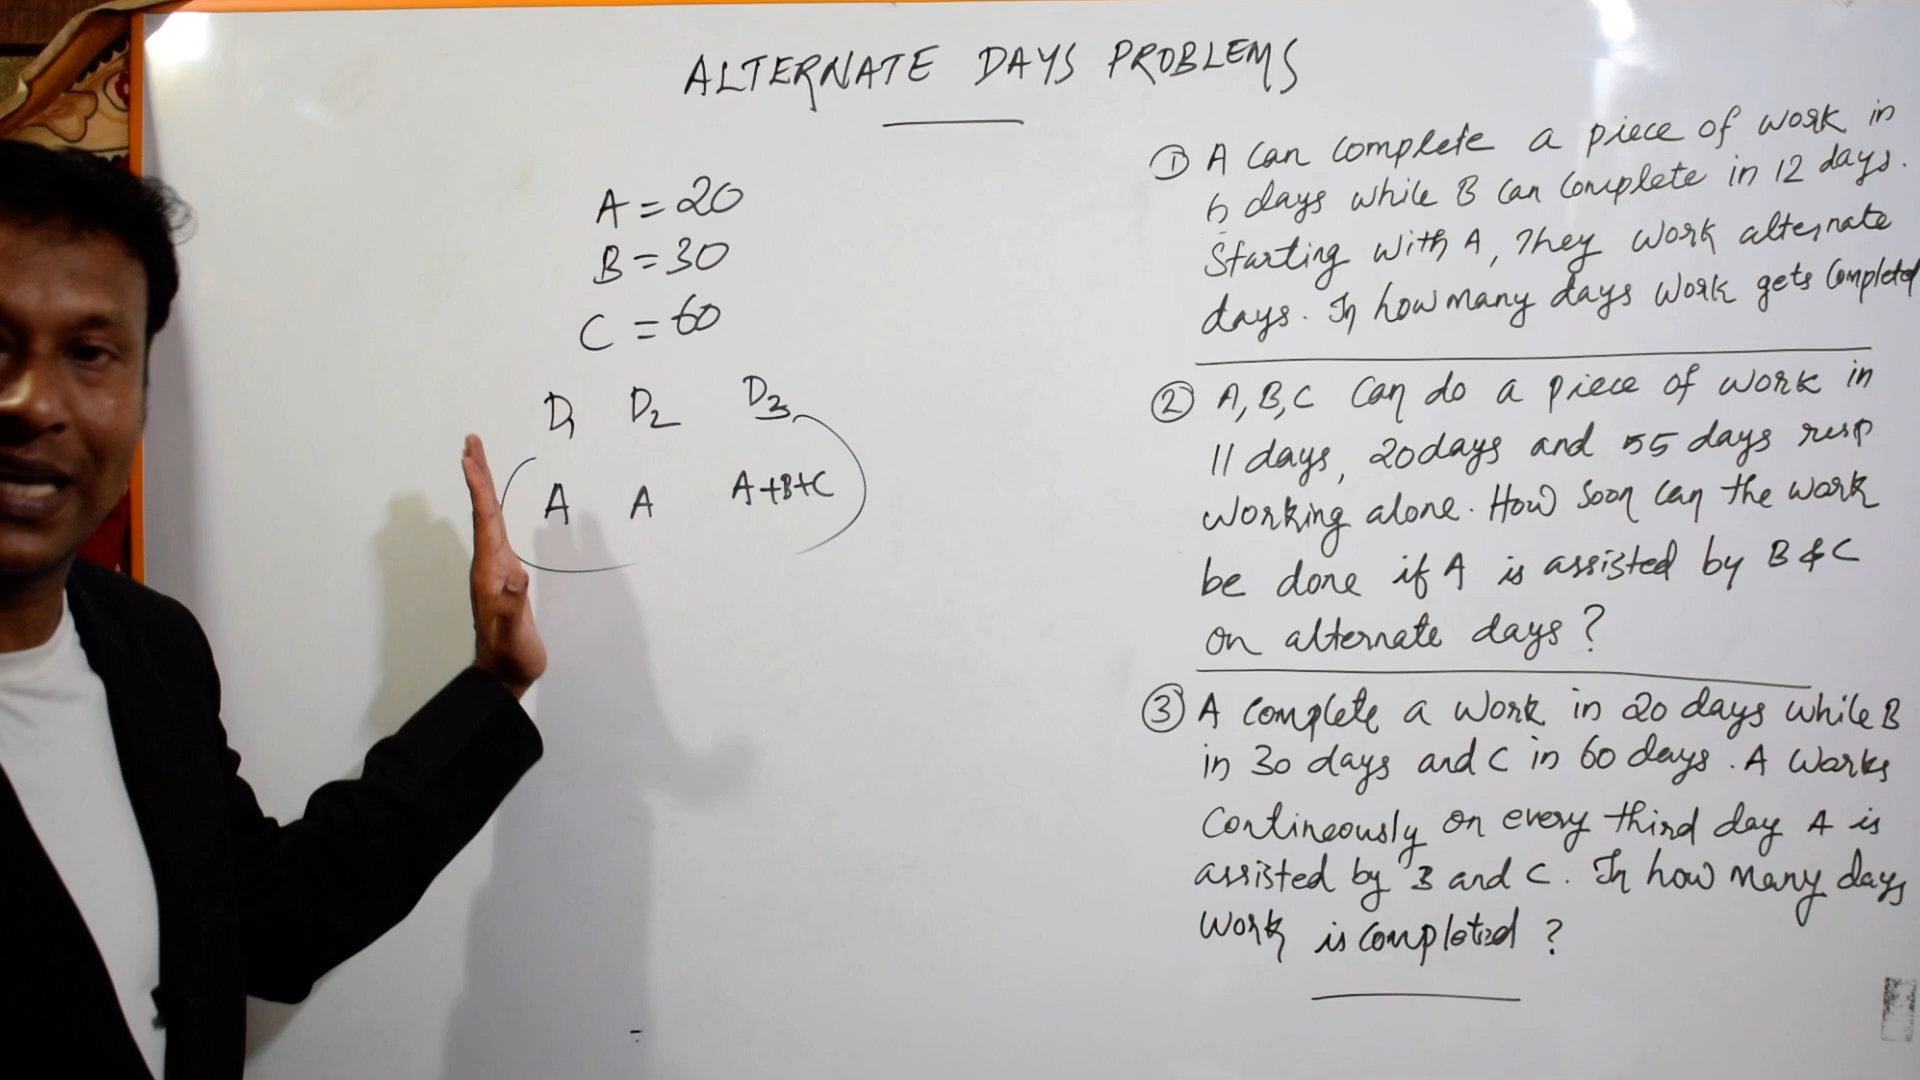 ALTERNATE DAYS PROBLEMS
A = 20
B = 30
C = 60
D1 D2 D3
A A A+B+C
① A Can complete a piece of work in
6 days while B can Complete in 12 days.
Starting with A, They work alternate
days. In how many days work gets Completed
② A, B, C Can do a piece of work in
11 days, 20 days and 55 days resp.
working alone. How Soon can the work
be done if A is assisted by B & C
on alternate days ?
③ A Complete a work in 20 days while B
in 30 days and C in 60 days. A Works
Contineously on every third day A is
assisted by B and C. In how many days
work is completed ?